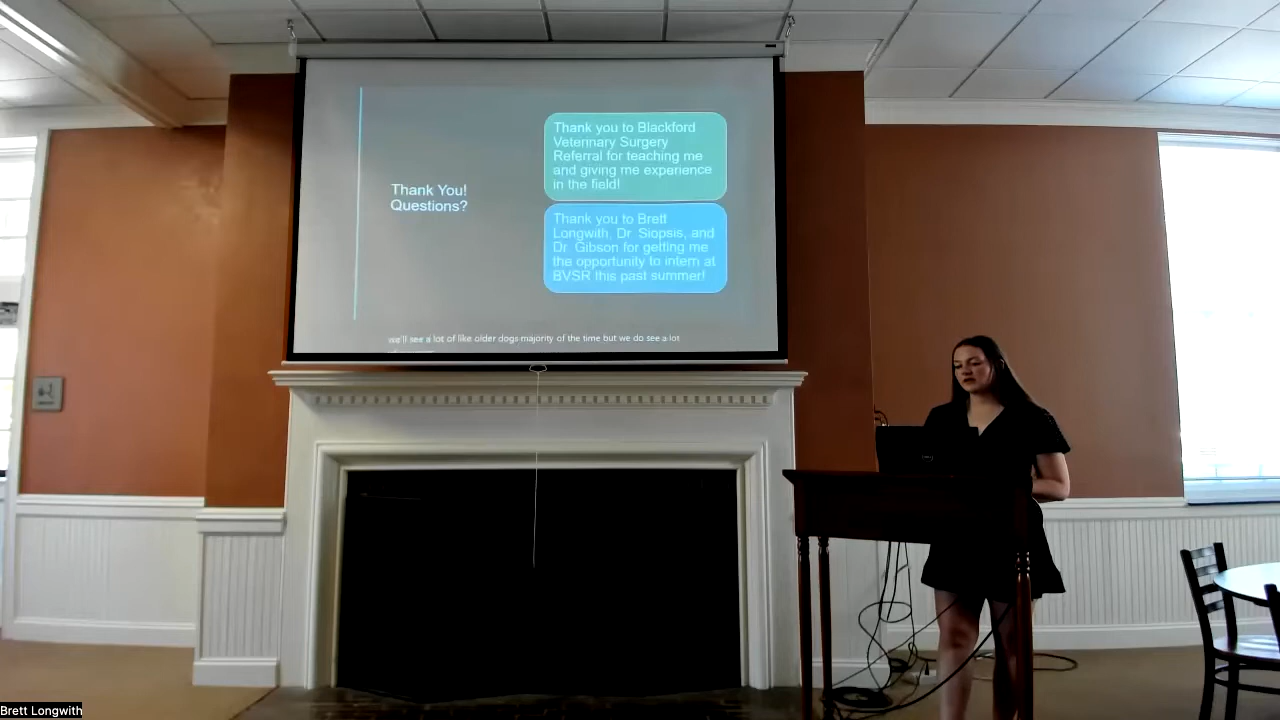 Thank You!
Questions?
Thank you to Blackford
Veterinary Surgery
Referral for teaching me
and giving me experience
in the field!
Thank you to Brett
Longwith, Dr. Siopsis, and
Dr. Gibson for getting me
the opportunity to intern at
BVSR this past summer!
we'll see a lot of like older dogs majority of the time but we do see a lot
Brett Longwith